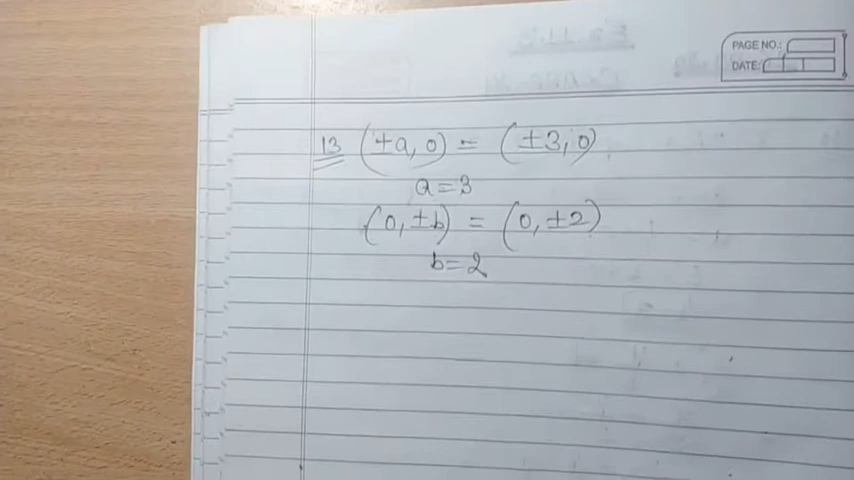 PAGE NO.:
DATE:
13 (±a, 0) = (±3, 0)
a = 3
(0, ±b) = (0, ±2)
b = 2